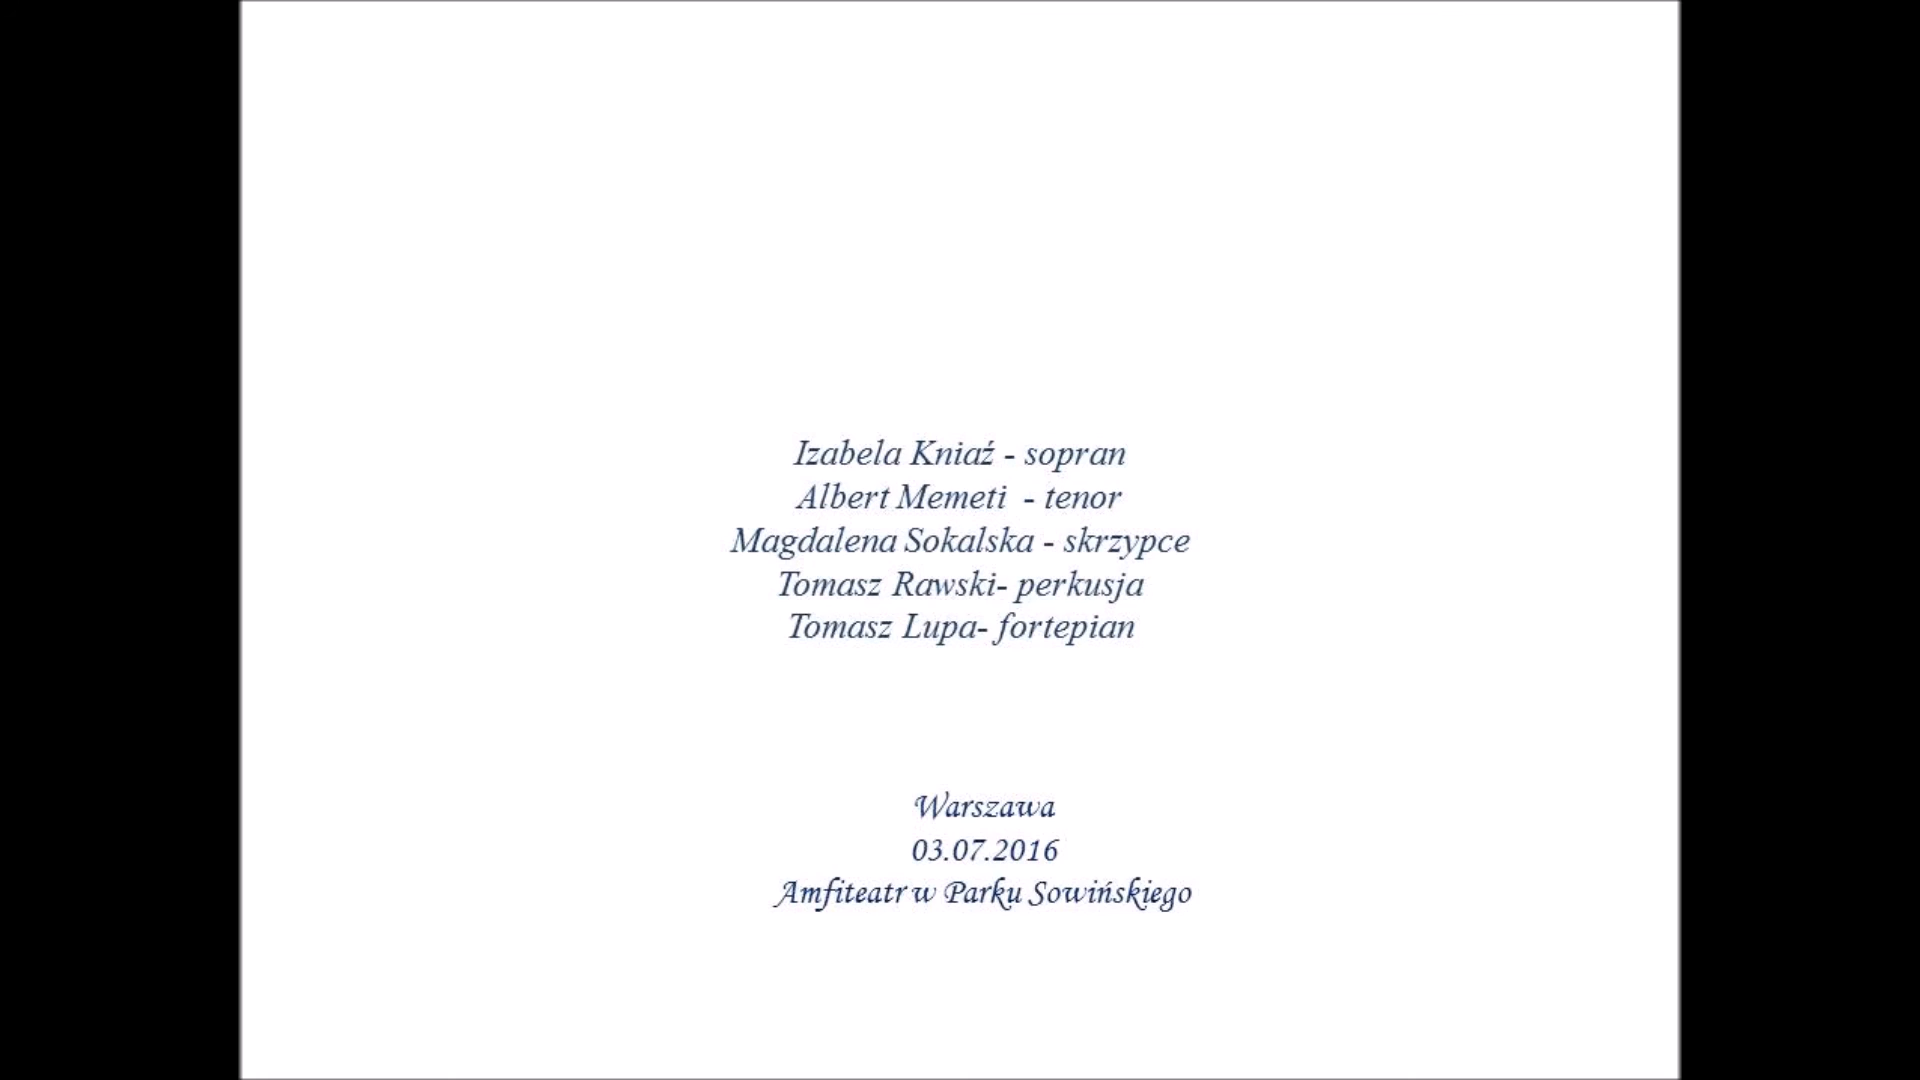 Izabela Kniaź - sopran
Albert Memeti - tenor
Magdalena Sokalska - skrzypce
Tomasz Rawski- perkusja
Tomasz Lupa- fortepian
Warszawa
03.07.2016
Amfiteatr w Parku Sowińskiego